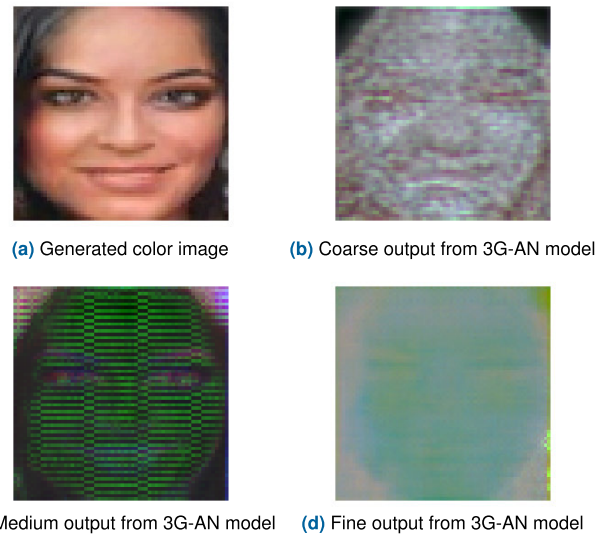 (a) Generated color image
(b) Coarse output from 3G-AN model
Medium output from 3G-AN model
(d) Fine output from 3G-AN model